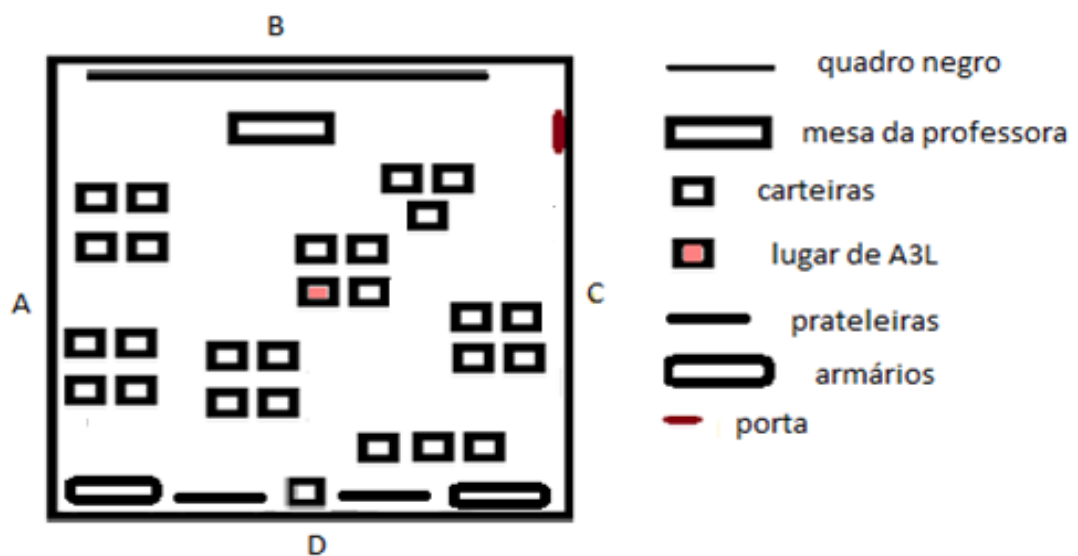 B
quadro negro
mesa da professora
carteiras
lugar de A3L
A
C
prateleiras
armários
porta
D